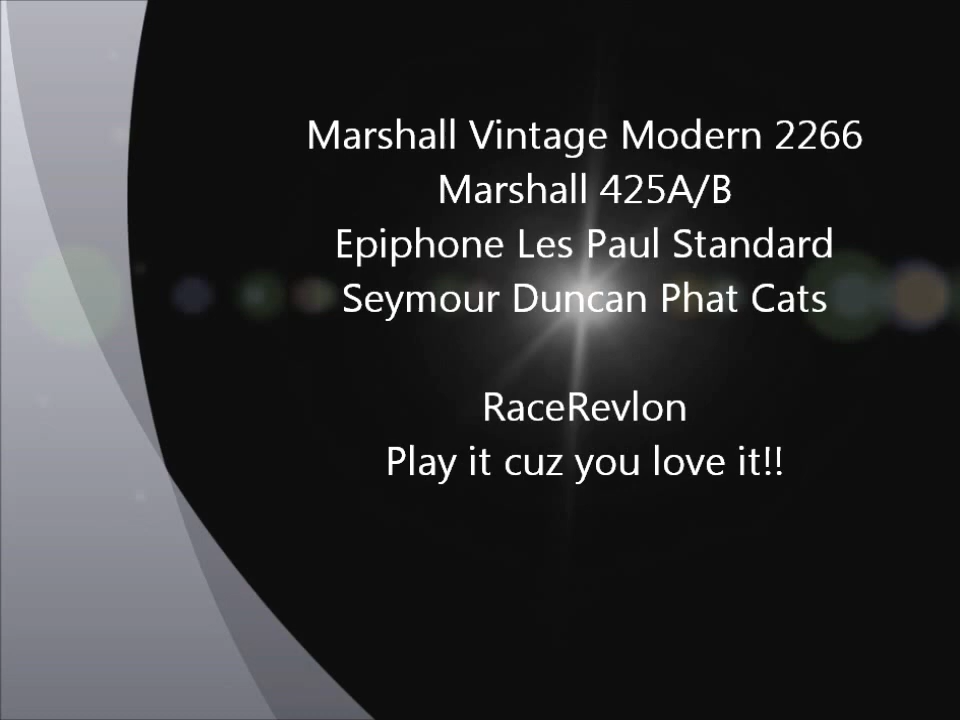 Marshall Vintage Modern 2266
Marshall 425A/B
Epiphone Les Paul Standard
Seymour Duncan Phat Cats
RaceRevlon
Play it cuz you love it!!